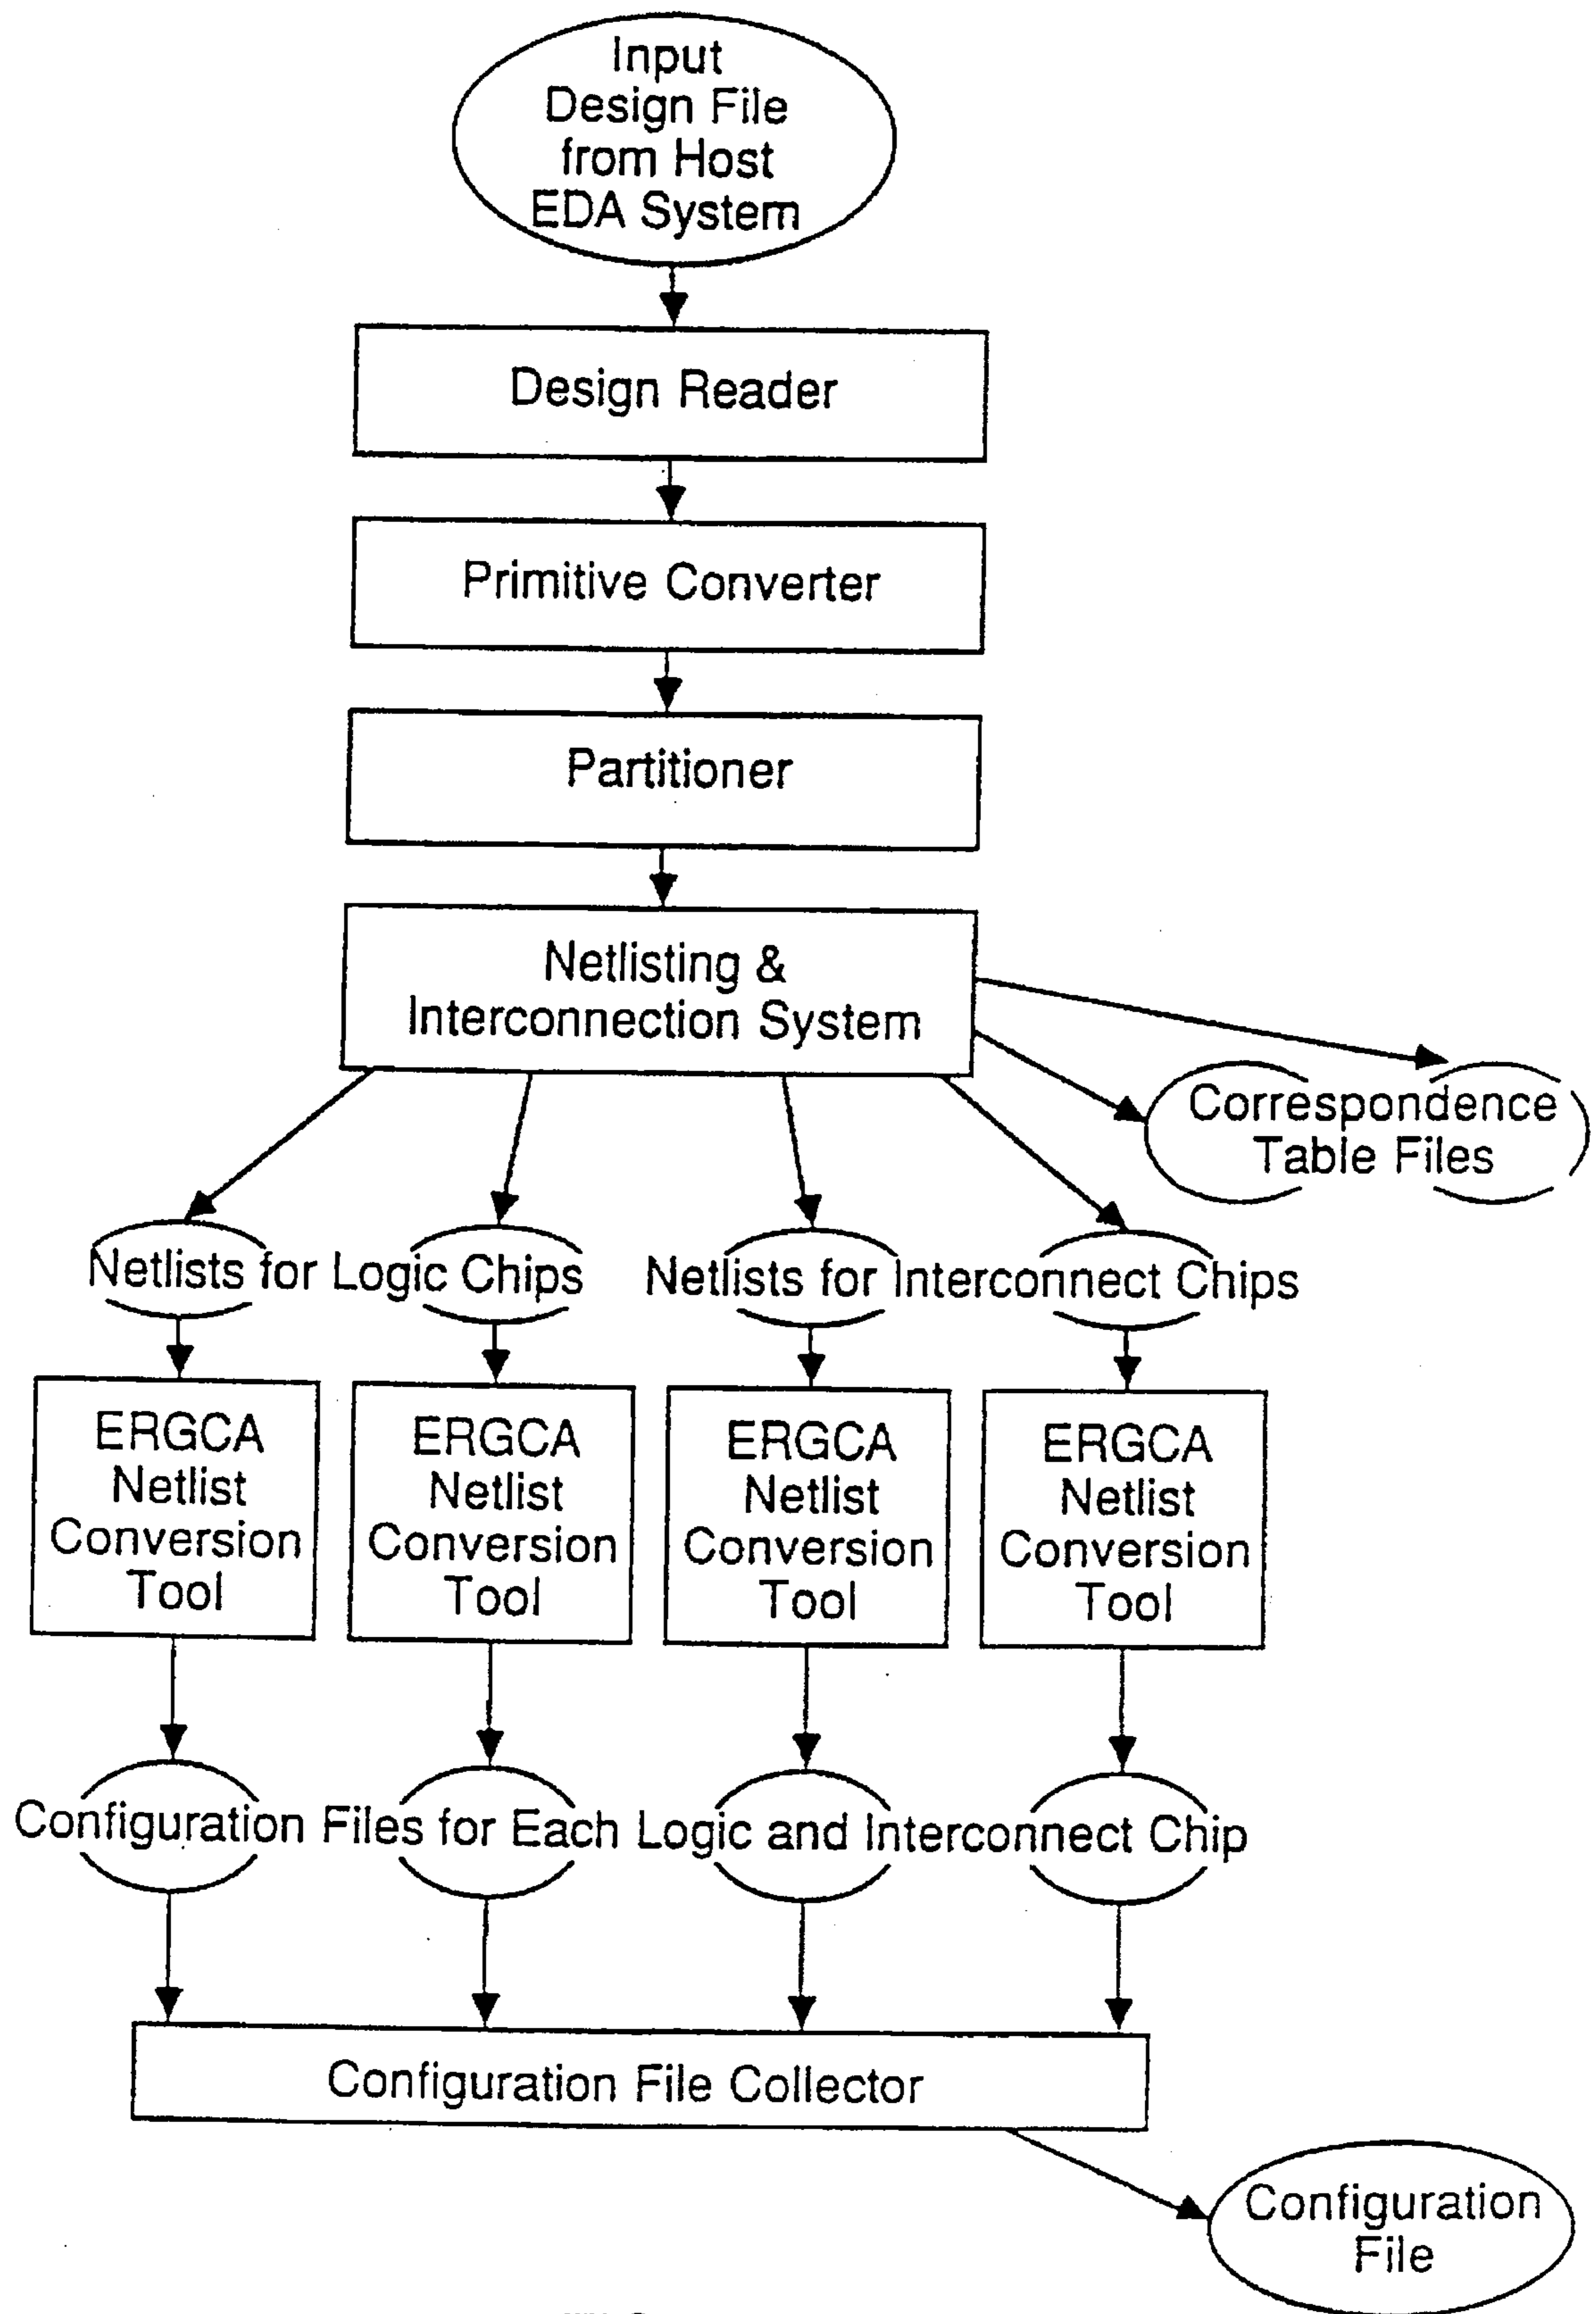 Input
Design File
from Host
EDA System
Design Reader
Primitive Converter
Partitioner
Netlisting &
Interconnection System
Correspondence
Table Files
Netlists for Logic Chips
Netlists for Interconnect Chips
ERGCA
Netlist
Conversion
Tool
ERGCA
Netlist
Conversion
Tool
ERGCA
Netlist
Conversion
Tool
ERGCA
Netlist
Conversion
Tool
Configuration Files for Each Logic and Interconnect Chip
Configuration File Collector
Configuration
File